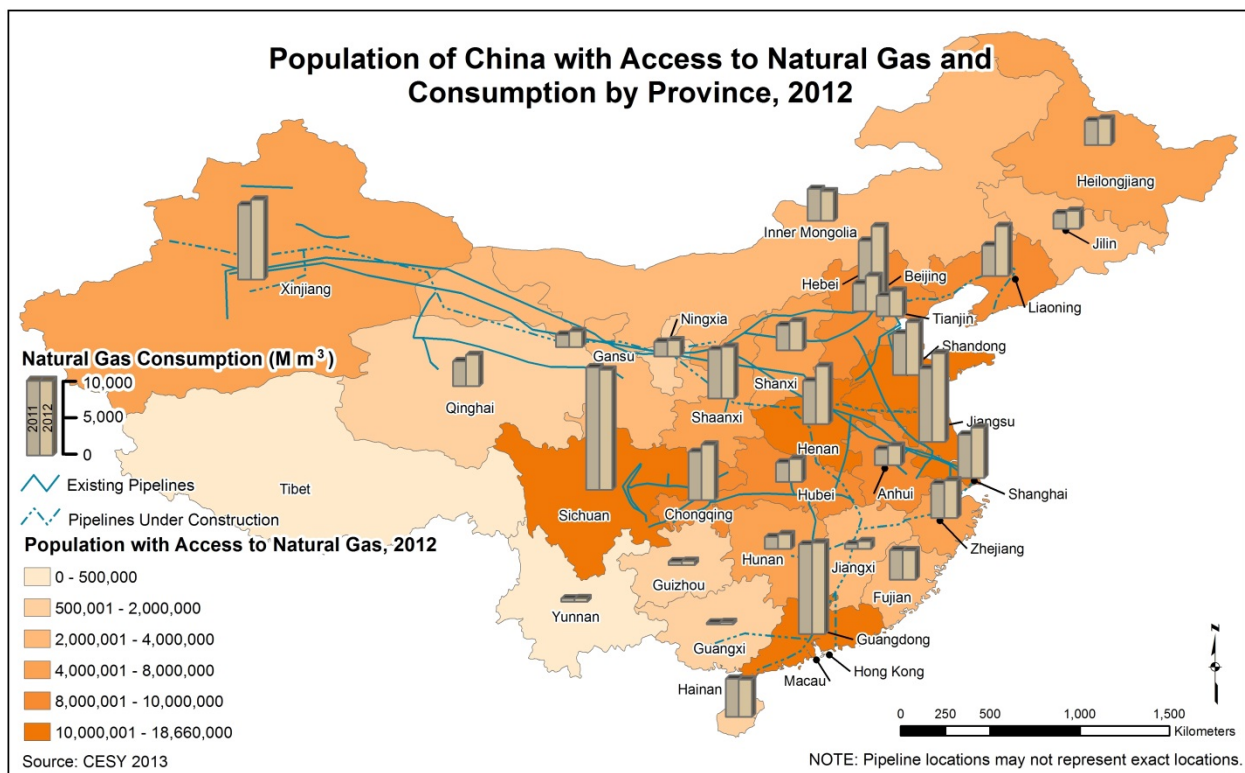 Population of China with Access to Natural Gas and
Consumption by Province, 2012
Heilongjiang
Jilin
Inner Mongolia
Hebei
Beijing
Liaoning
Tianjin
Xinjiang
Ningxia
Gansu
Shandong
Qinghai
Shaanxi
Shanxi
Jiangsu
Henan
Tibet
Sichuan
Chongqing
Hubei
Anhui
Shanghai
Zhejiang
Hunan
Jiangxi
Guizhou
Fujian
Yunnan
Guangxi
Guangdong
Hong Kong
Macau
Hainan
Natural Gas Consumption (M m³)
2011
2012
10,000
5,000
0
Existing Pipelines
Pipelines Under Construction
Population with Access to Natural Gas, 2012
0 - 500,000
500,001 - 2,000,000
2,000,001 - 4,000,000
4,000,001 - 8,000,000
8,000,001 - 10,000,000
10,000,001 - 18,660,000
Source: CESY 2013
N
0 250 500 1,000 1,500
Kilometers
NOTE: Pipeline locations may not represent exact locations.